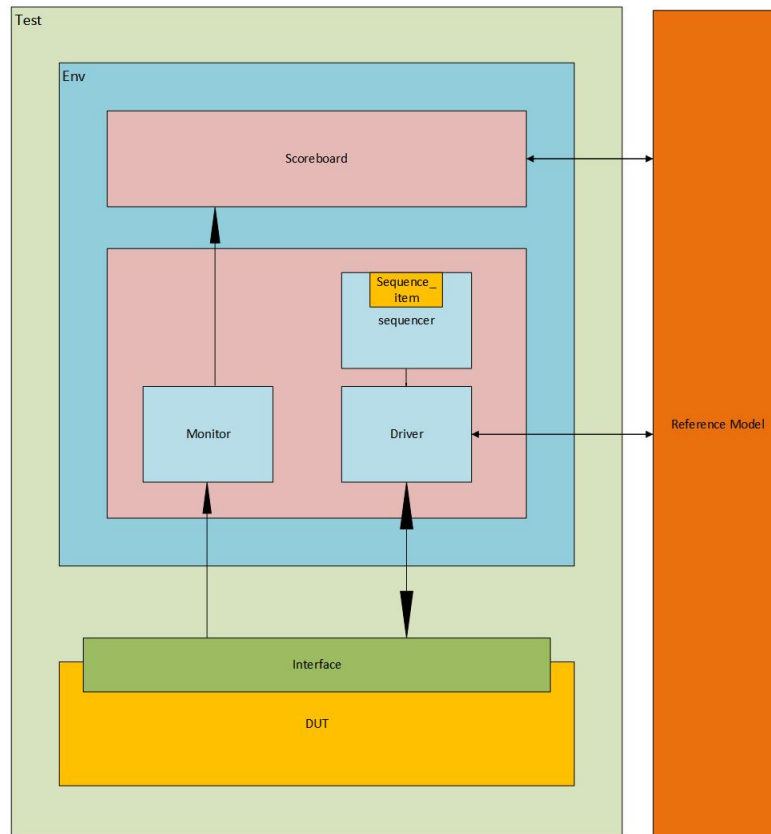 Test
Env
Scoreboard
Sequence_
item
sequencer
Monitor
Driver
Reference Model
Interface
DUT